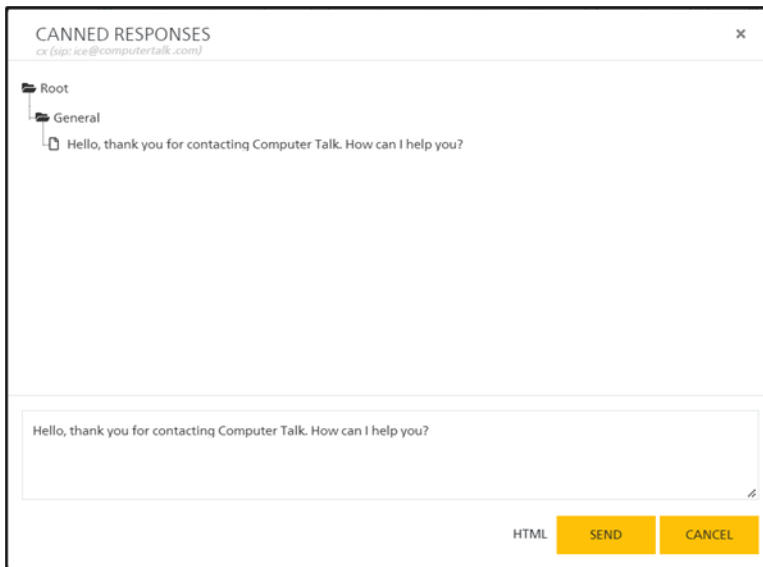 CANNED RESPONSES
cx (sip: ice@computertalk .com)
Root
General
Hello, thank you for contacting Computer Talk. How can I help you?
Hello, thank you for contacting Computer Talk. How can I help you?
HTML SEND CANCEL